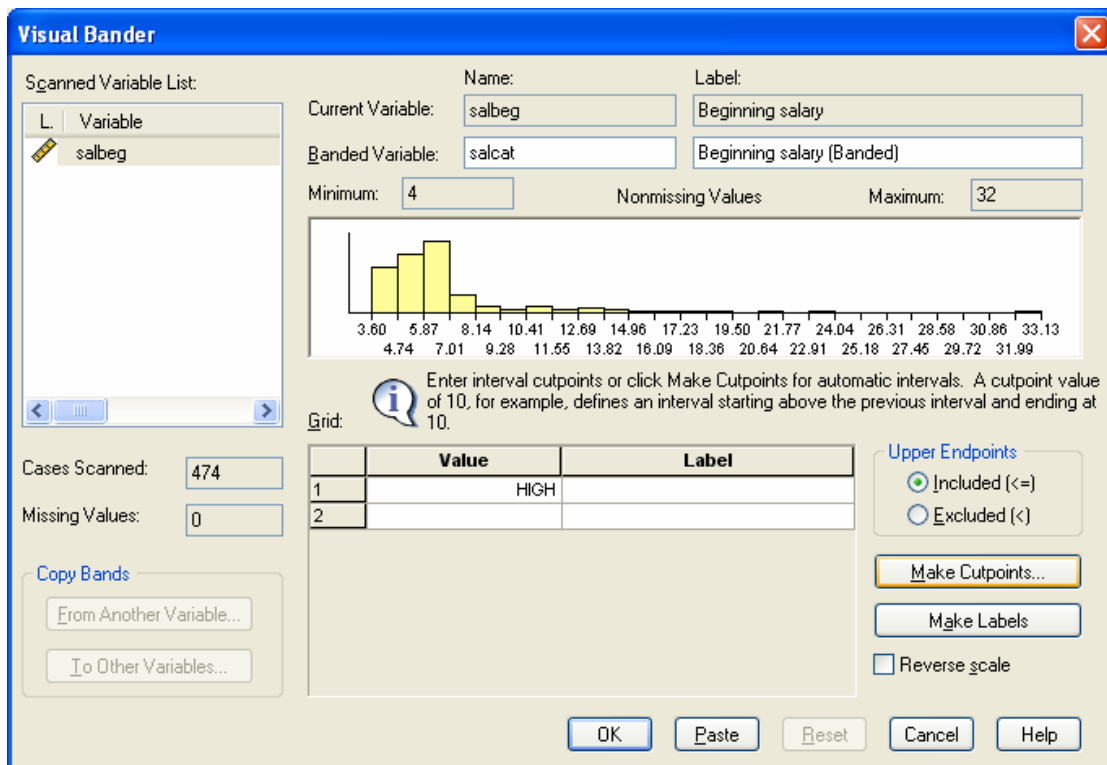 Visual Bander
Scanned Variable List:
L. Variable
salbeg
Name: Label:
Current Variable: salbeg Beginning salary
Banded Variable: salcat Beginning salary (Banded)
Minimum: 4 Nonmissing Values Maximum: 32
3.60 5.87 8.14 10.41 12.69 14.96 17.23 19.50 21.77 24.04 26.31 28.58 30.86 33.13
4.74 7.01 9.28 11.55 13.82 16.09 18.36 20.64 22.91 25.18 27.45 29.72 31.99
Enter interval cutpoints or click Make Cutpoints for automatic intervals. A cutpoint value
of 10, for example, defines an interval starting above the previous interval and ending at
10.
Grid:
Value Label
1 HIGH
2
Cases Scanned: 474
Missing Values: 0
Copy Bands
From Another Variable...
To Other Variables...
Upper Endpoints
Included (<=)
Excluded (<)
Make Cutpoints...
Make Labels
Reverse scale
OK Paste Reset Cancel Help